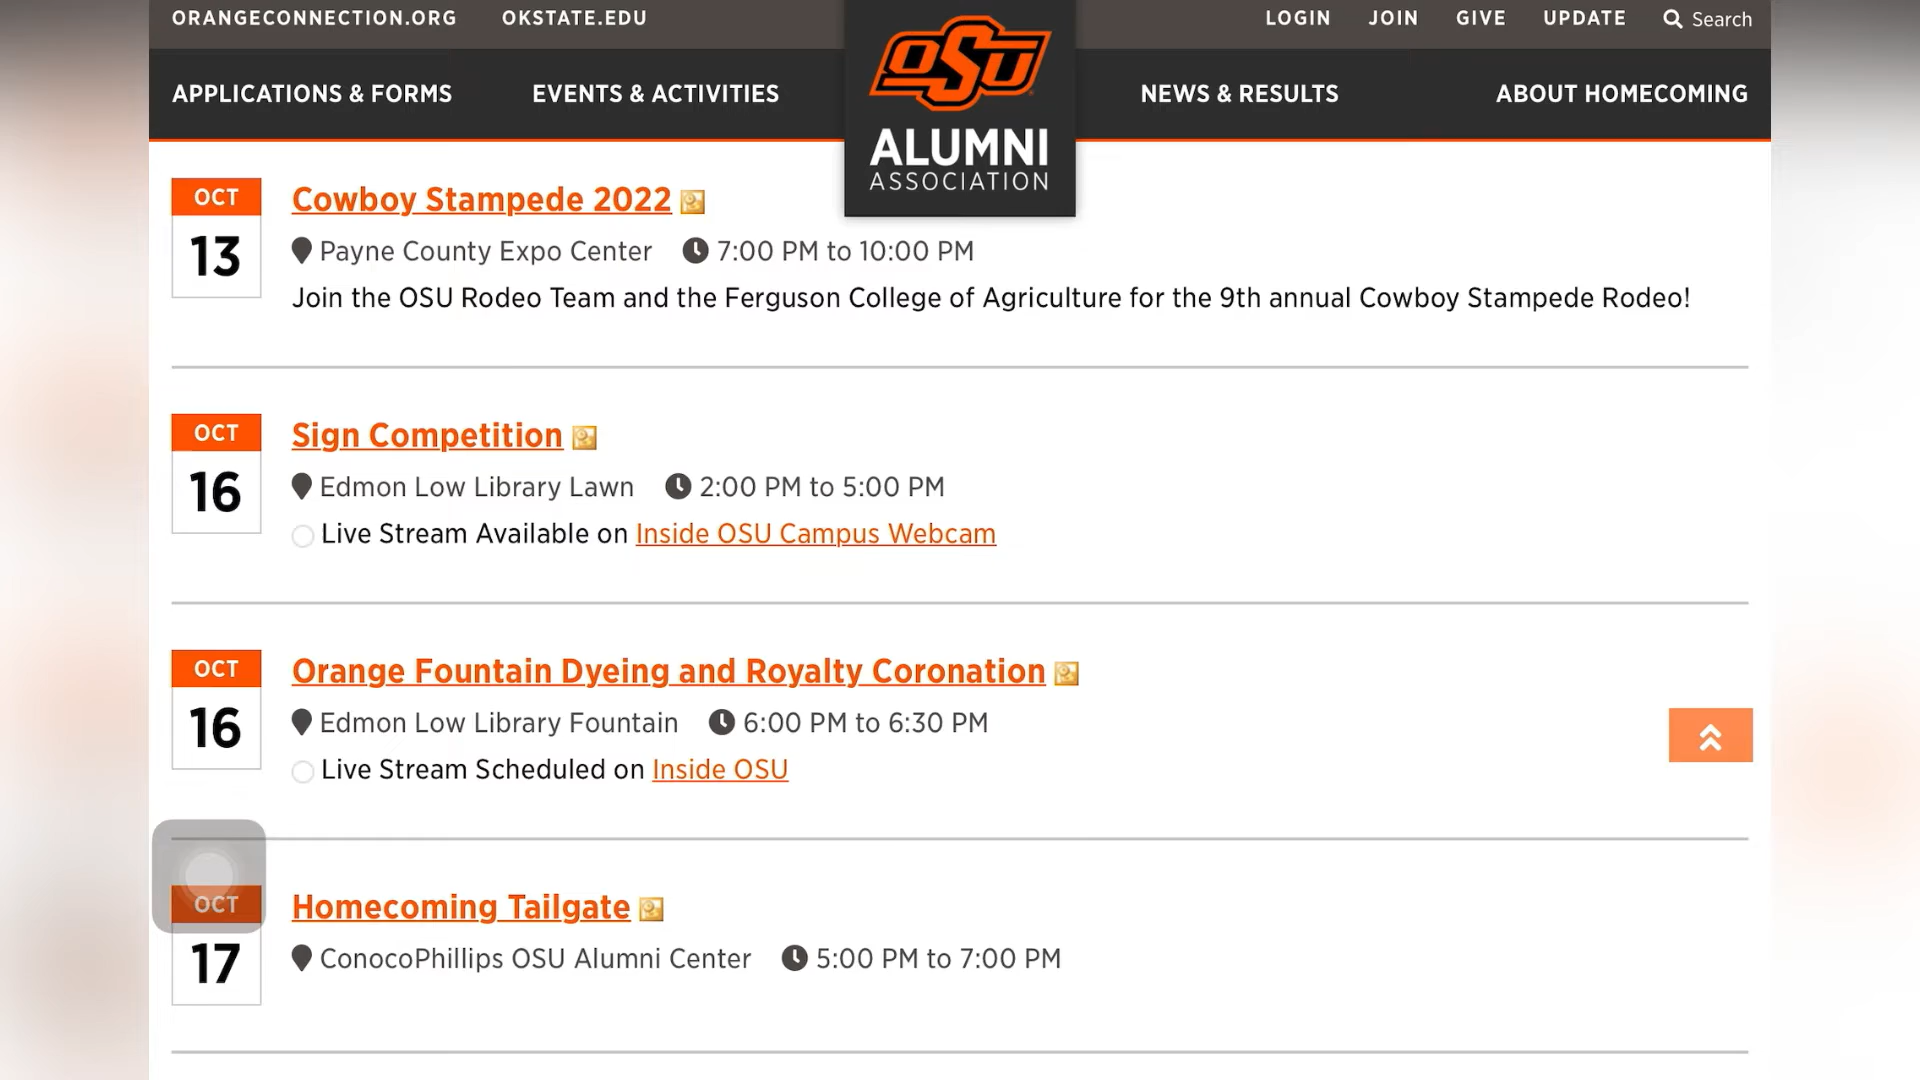 ORANGECONNECTION.ORG OKSTATE.EDU LOGIN JOIN GIVE UPDATE Search
APPLICATIONS & FORMS EVENTS & ACTIVITIES NEWS & RESULTS ABOUT HOMECOMING
OSU
ALUMNI
ASSOCIATION
OCT
13
Cowboy Stampede 2022
Payne County Expo Center 7:00 PM to 10:00 PM
Join the OSU Rodeo Team and the Ferguson College of Agriculture for the 9th annual Cowboy Stampede Rodeo!
OCT
16
Sign Competition
Edmon Low Library Lawn 2:00 PM to 5:00 PM
Live Stream Available on Inside OSU Campus Webcam
OCT
16
Orange Fountain Dyeing and Royalty Coronation
Edmon Low Library Fountain 6:00 PM to 6:30 PM
Live Stream Scheduled on Inside OSU
OCT
17
Homecoming Tailgate
ConocoPhillips OSU Alumni Center 5:00 PM to 7:00 PM